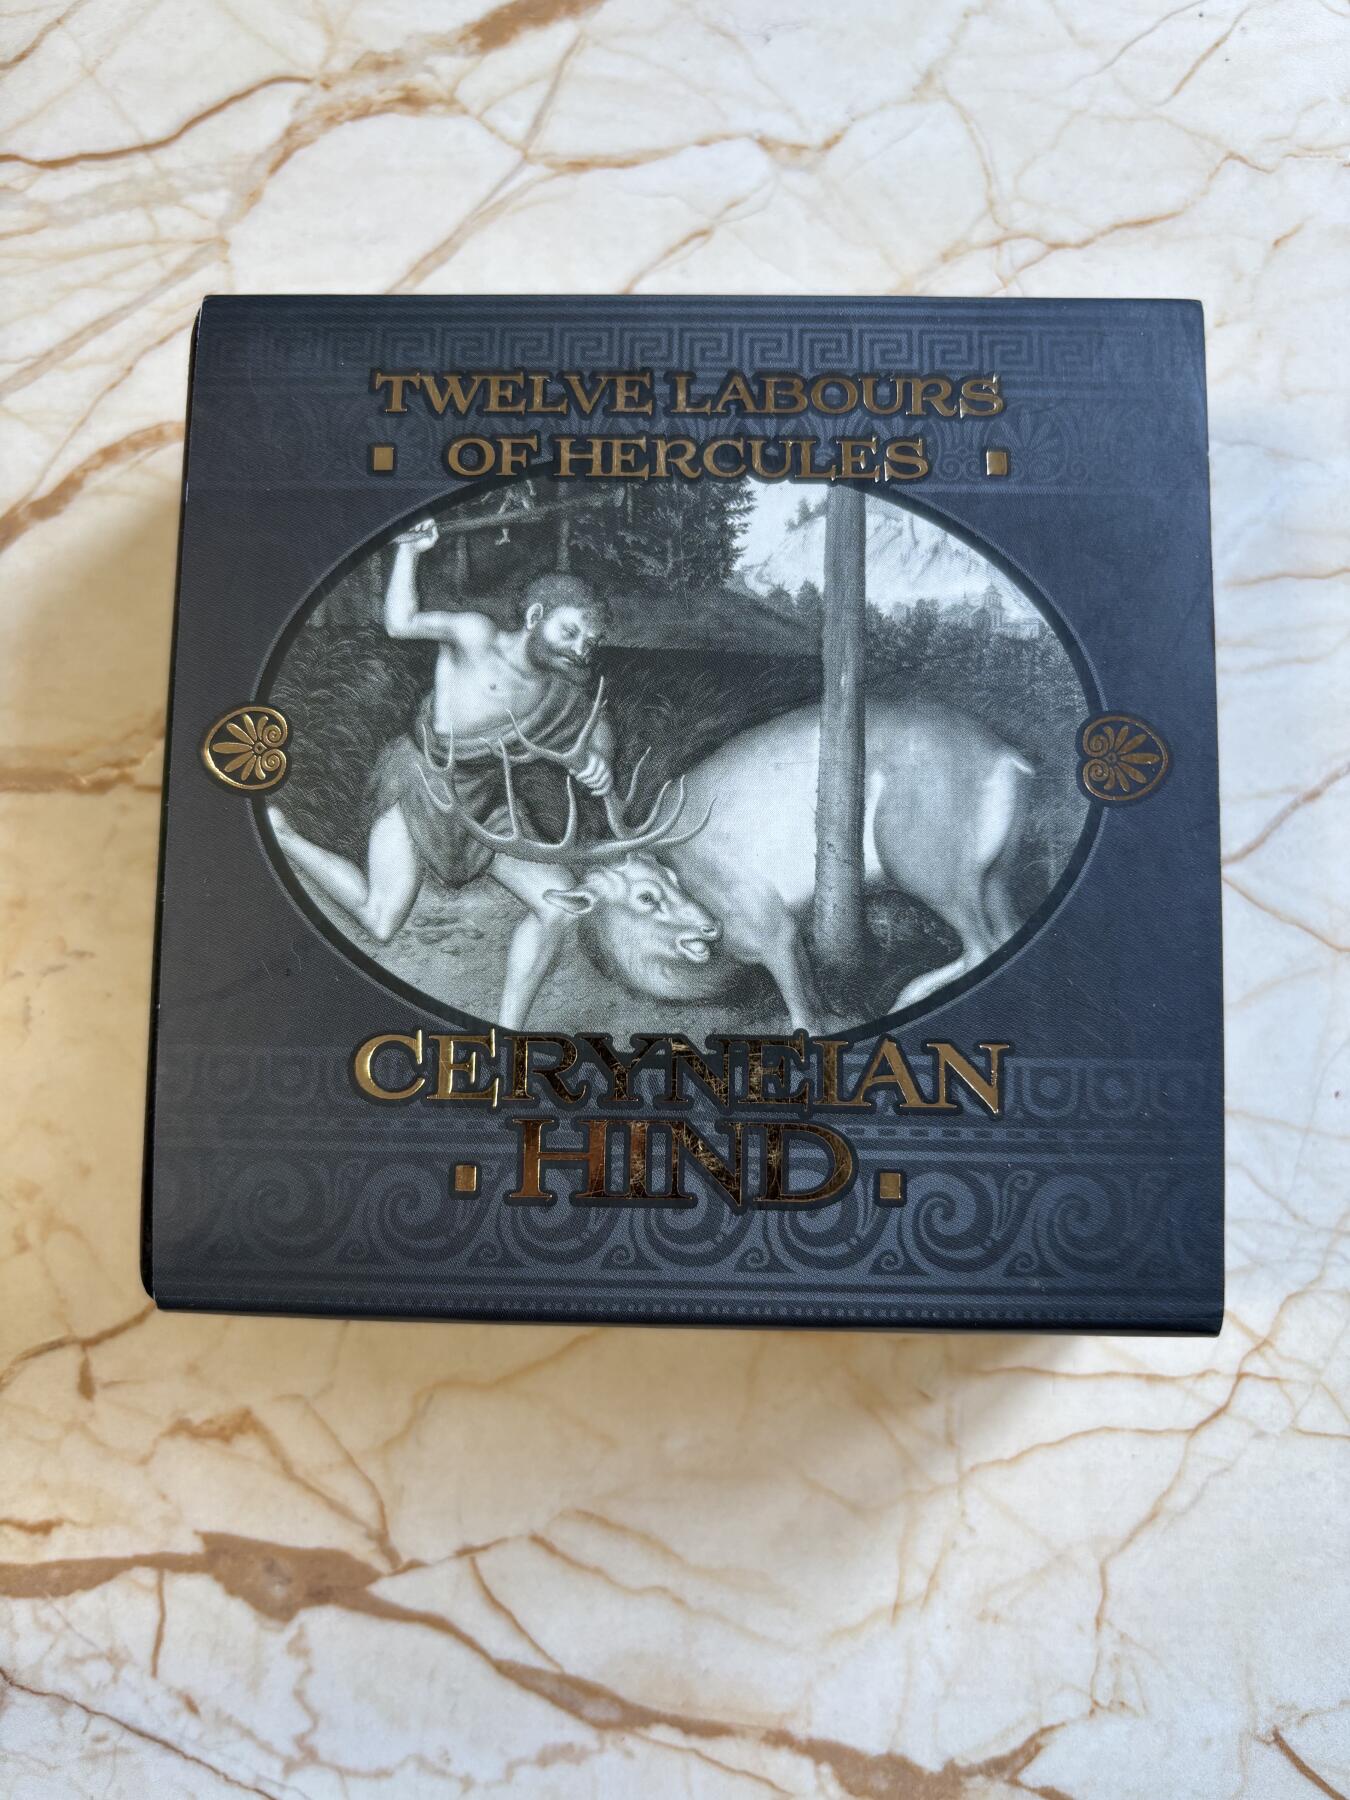 TWELVE LABOURS
OF HERCULES
CERYNEIAN
HIND